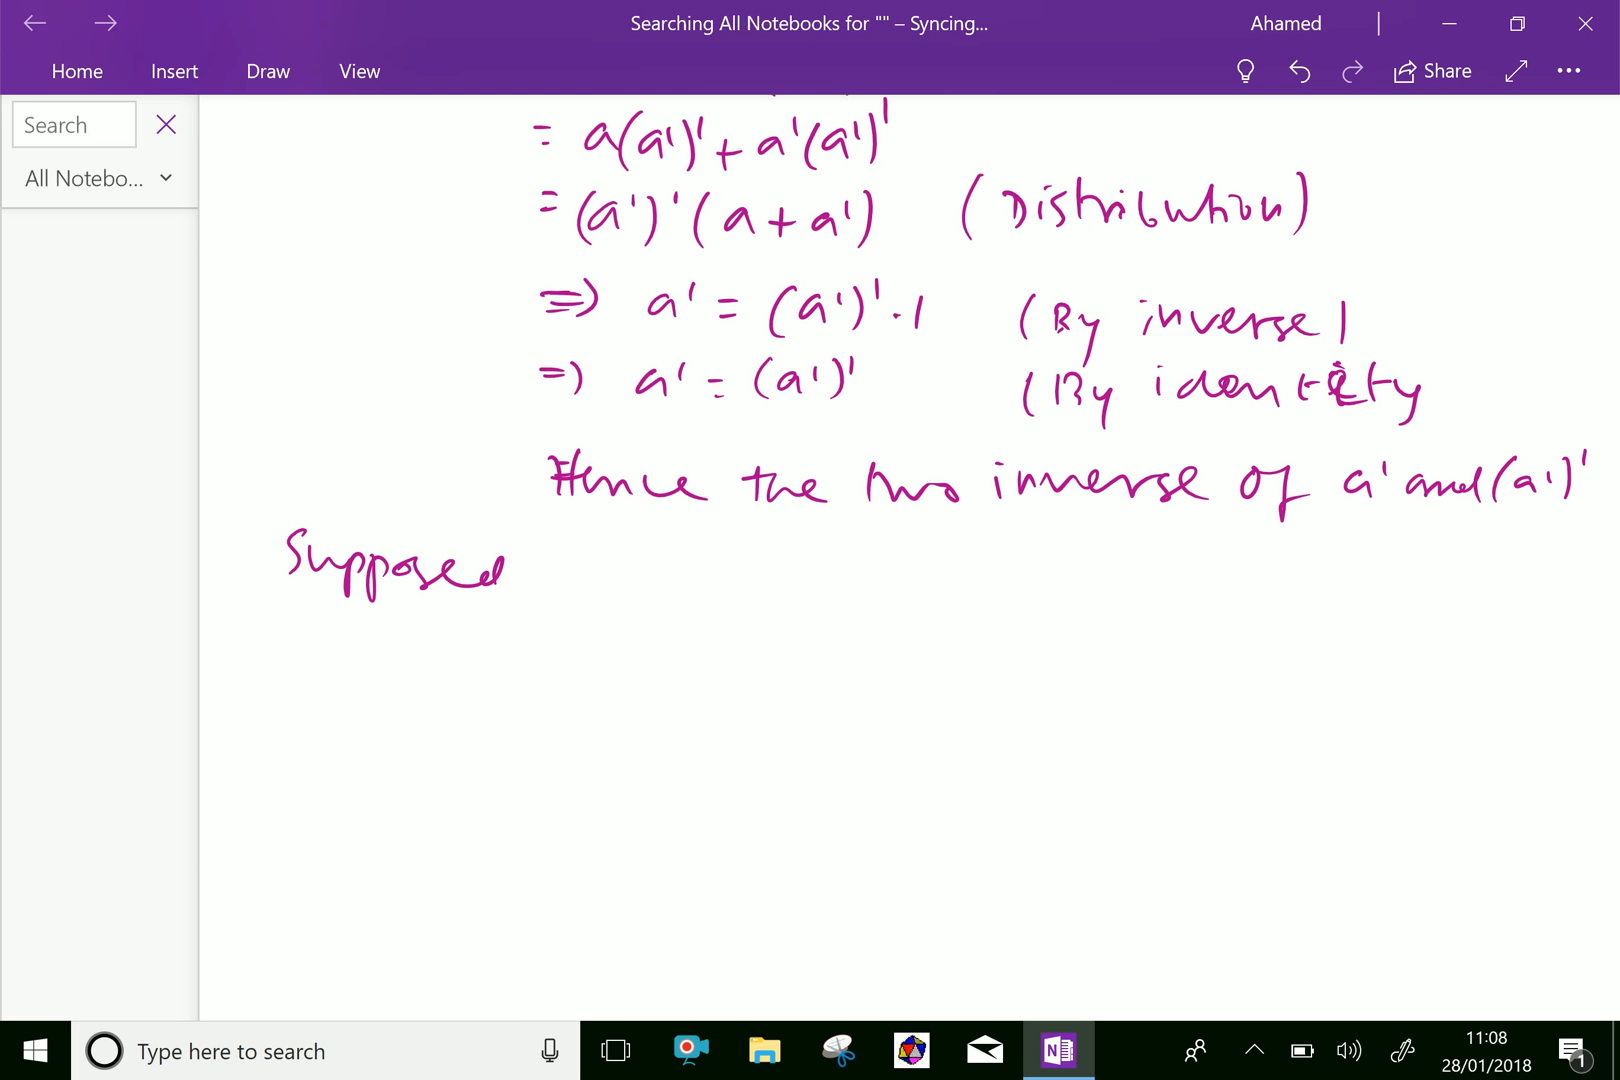 Searching All Notebooks for "" – Syncing...
Ahamed
Home Insert Draw View
Share
Search
All Notebo...
= a(a')' + a'(a')'
= (a')'(a + a') (Distribution)
⇒ a' = (a')'.1 (By inverse)
⇒ a' = (a')' (By identity
Hence the two inverse of a' and (a')'
Supposed
Type here to search
11:08
28/01/2018
1